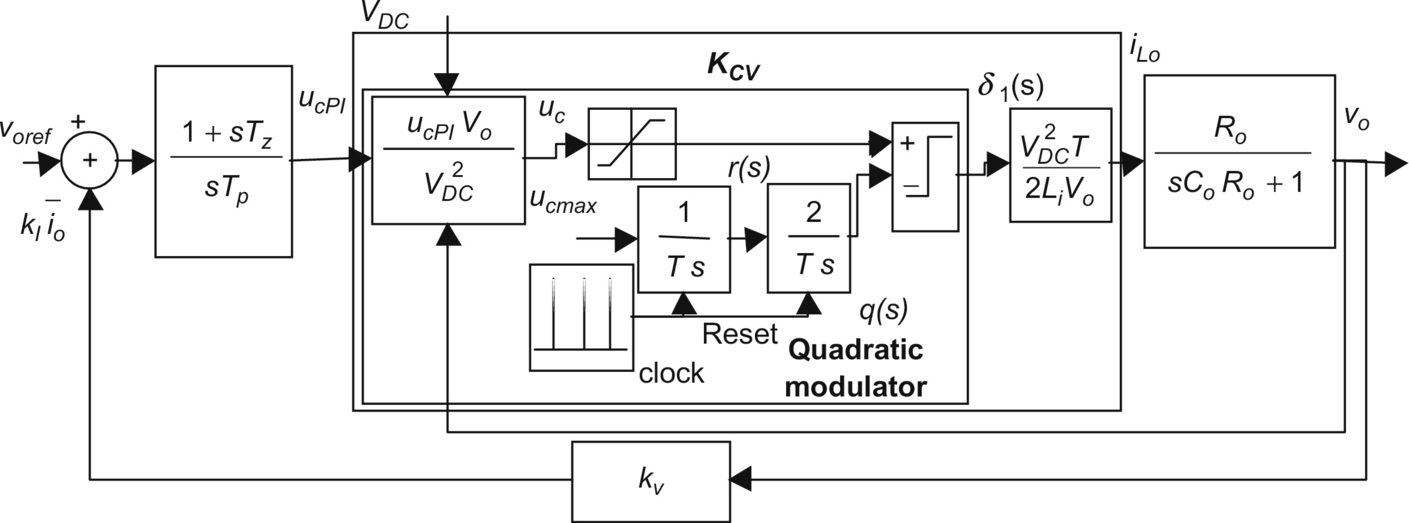 V_DC
K_CV
i_Lo
v_oref
+
+
−
k_I i_o
1 + sT_z
sT_p
u_cPI
u_cPI V_o
V_DC^2
u_c
u_cmax
r(s)
1
T s
2
T s
+
−
q(s)
δ_1(s)
V_DC^2 T
2L_i V_o
R_o
sC_o R_o + 1
v_o
Reset
clock
Quadratic
modulator
k_v